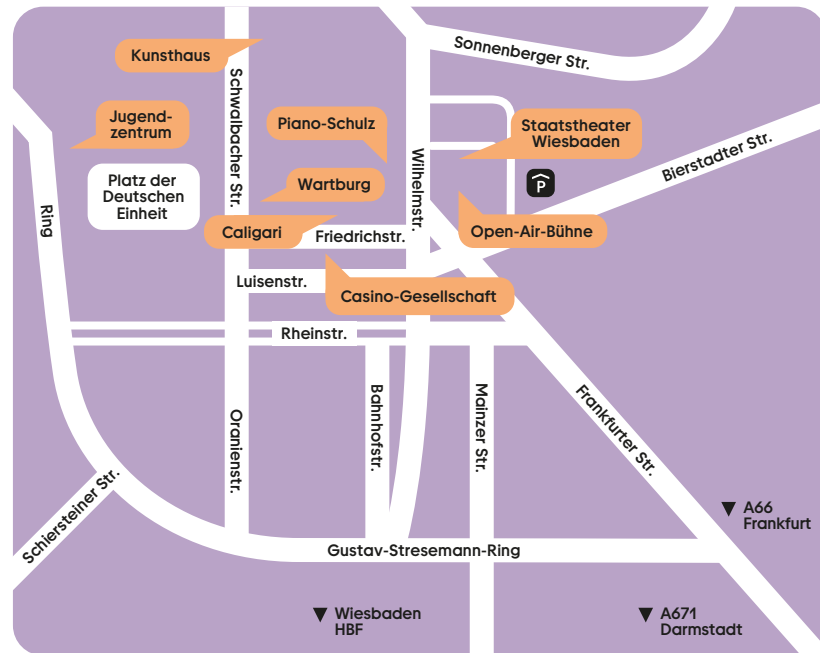 Sonnenberger Str.
Kunsthaus
Schwalbacher Str.
Jugend-
zentrum
Piano-Schulz
Staatstheater
Wiesbaden
Wilhelmstr.
Bierstadter Str.
Platz der
Deutschen
Einheit
Wartburg
P
Ring
Caligari
Friedrichstr.
Open-Air-Bühne
Luisenstr.
Casino-Gesellschaft
Rheinstr.
Oranienstr.
Bahnhofstr.
Mainzer Str.
Frankfurter Str.
Schiersteiner Str.
A66
Frankfurt
Gustav-Stresemann-Ring
Wiesbaden
HBF
A671
Darmstadt